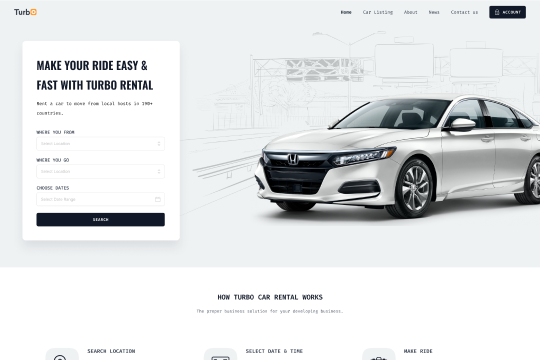 Turbo
Home Car Listing About News Contact us ACCOUNT
MAKE YOUR RIDE EASY &
FAST WITH TURBO RENTAL
Rent a car to move from local hosts in 190+
countries.
WHERE YOU FROM
Select Location
WHERE YOU GO
Select Location
CHOOSE DATES
Select Date Range
SEARCH
HOW TURBO CAR RENTAL WORKS
The proper business solution for your developing business.
SEARCH LOCATION SELECT DATE & TIME MAKE RIDE